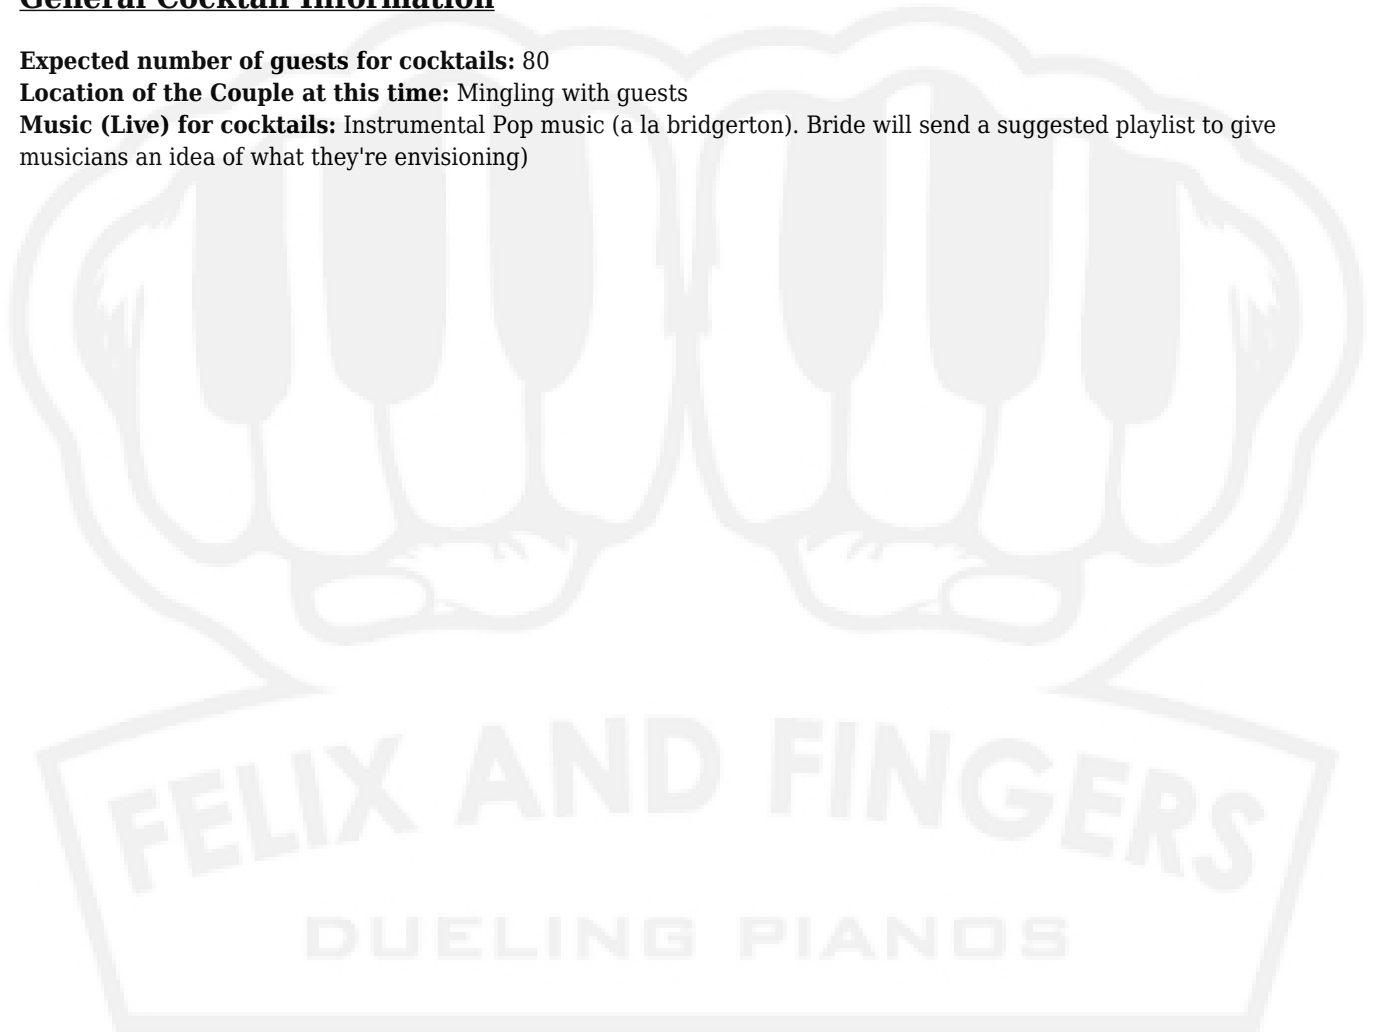 General Cocktail Information
Expected number of guests for cocktails: 80
Location of the Couple at this time: Mingling with guests
Music (Live) for cocktails: Instrumental Pop music (a la bridgerton). Bride will send a suggested playlist to give
musicians an idea of what they're envisioning)
FELIX AND FINGERS
DUELING PIANOS